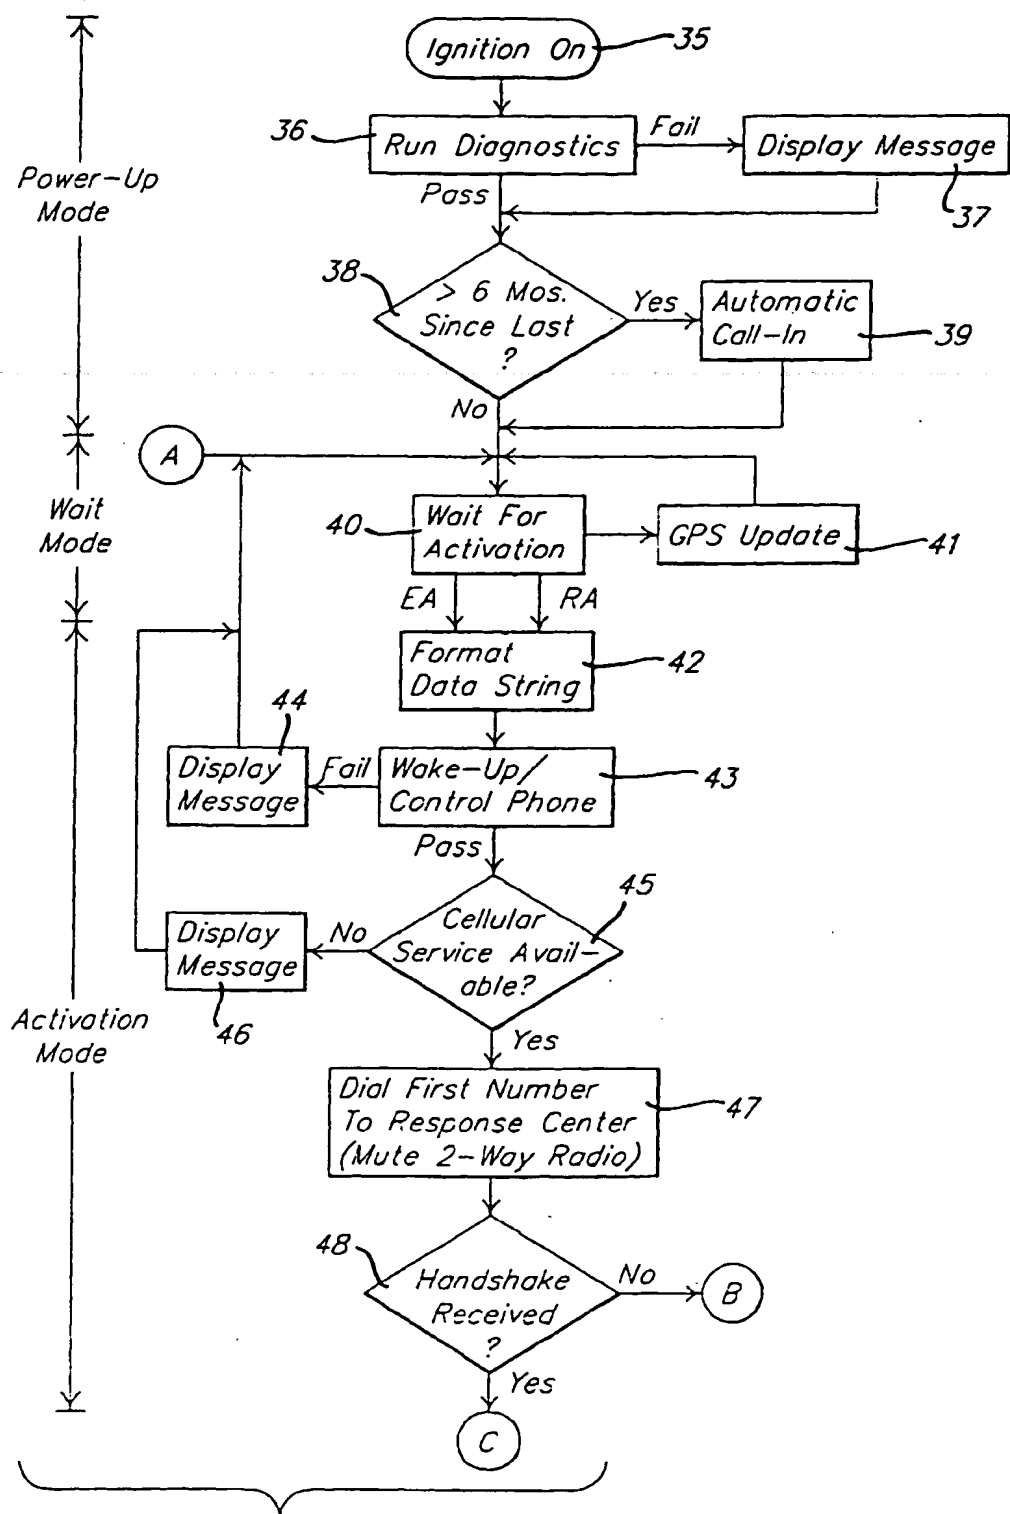 Ignition On
35
36
Run Diagnostics
Fail
Display Message
37
Pass
Power-Up
Mode
38
> 6 Mos.
Since Last
?
Yes
Automatic
Call-In
39
No
A
Wait
Mode
40
Wait For
Activation
GPS Update
41
EA
RA
Format
Data String
42
44
Display
Message
Fail
Wake-Up/
Control Phone
43
Pass
45
Cellular
Service Avail-
able?
No
Display
Message
46
Activation
Mode
Yes
Dial First Number
To Response Center
(Mute 2-Way Radio)
47
48
Handshake
Received
?
No
B
Yes
C